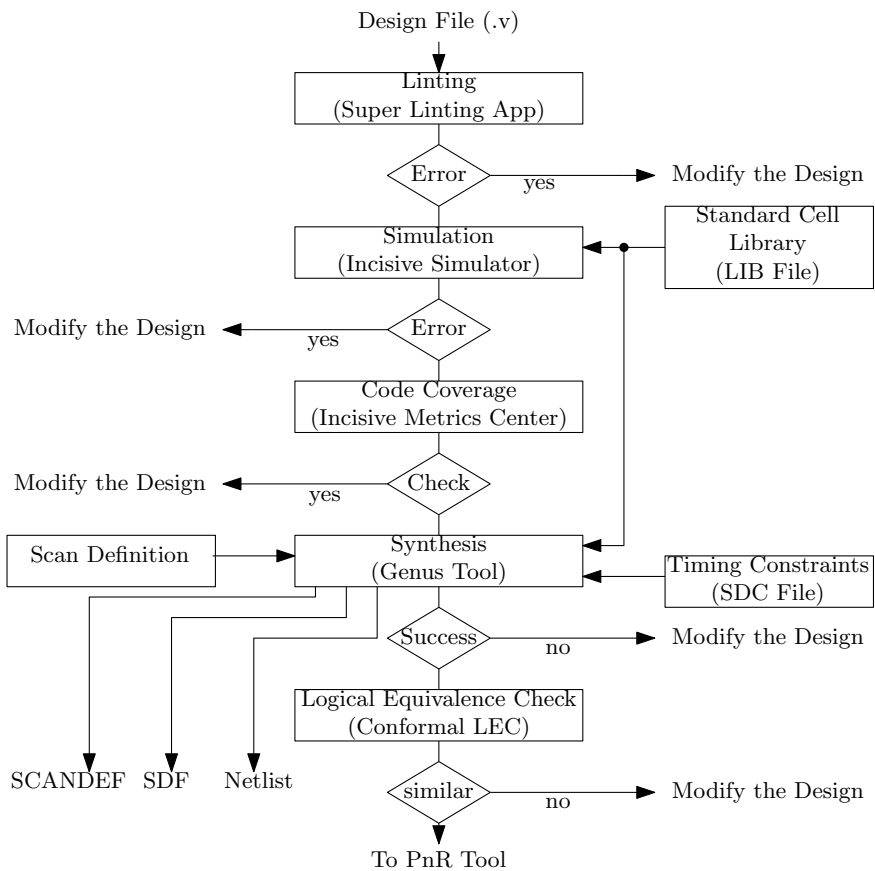 Design File (.v)
Linting
(Super Linting App)
Error
yes
Modify the Design
Simulation
(Incisive Simulator)
Standard Cell
Library
(LIB File)
Error
yes
Modify the Design
Code Coverage
(Incisive Metrics Center)
Check
yes
Modify the Design
Scan Definition
Synthesis
(Genus Tool)
Timing Constraints
(SDC File)
Success
no
Modify the Design
Logical Equivalence Check
(Conformal LEC)
SCANDEF
SDF
Netlist
similar
no
Modify the Design
To PnR Tool